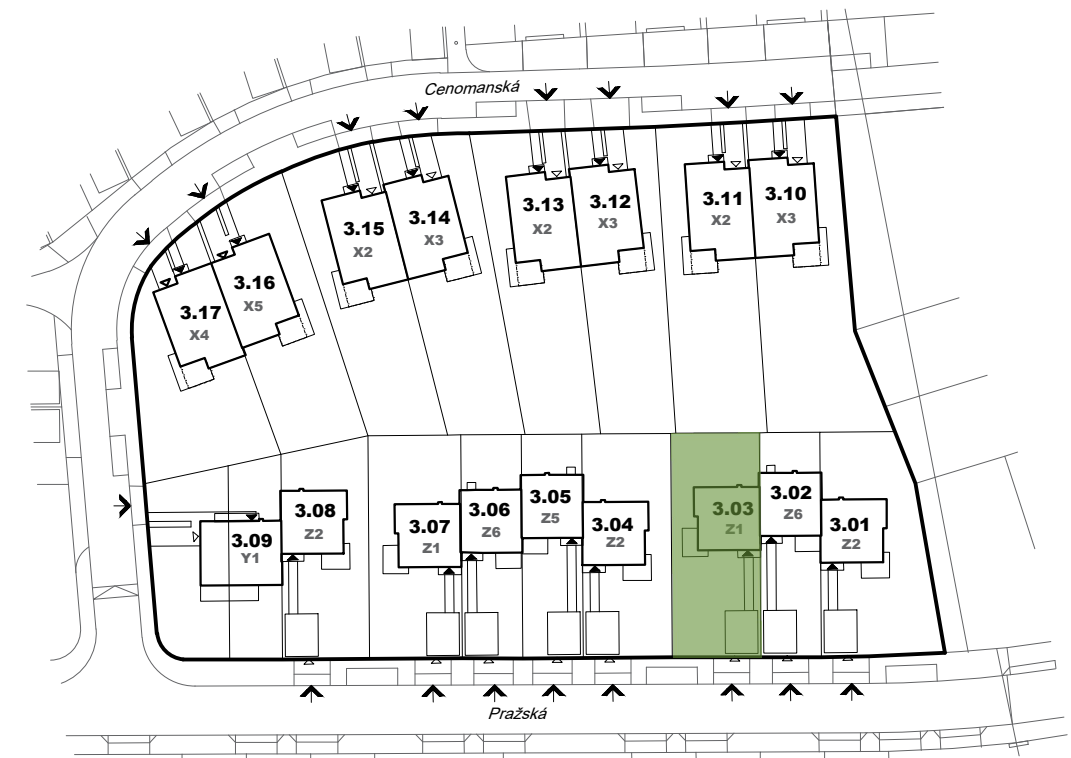 Cenomanská
3.17
X4
3.16
X5
3.15
X2
3.14
X3
3.13
X2
3.12
X3
3.11
X2
3.10
X3
3.09
Y1
3.08
Z2
3.07
Z1
3.06
Z6
3.05
Z5
3.04
Z2
3.03
Z1
3.02
Z6
3.01
Z2
Pražská